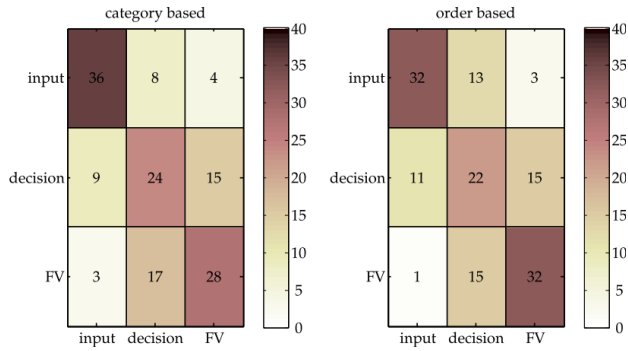 category based
order based
input 36 8 4
decision 9 24 15
FV 3 17 28
input decision FV
40
35
30
25
20
15
10
5
0
input 32 13 3
decision 11 22 15
FV 1 15 32
input decision FV
40
35
30
25
20
15
10
5
0